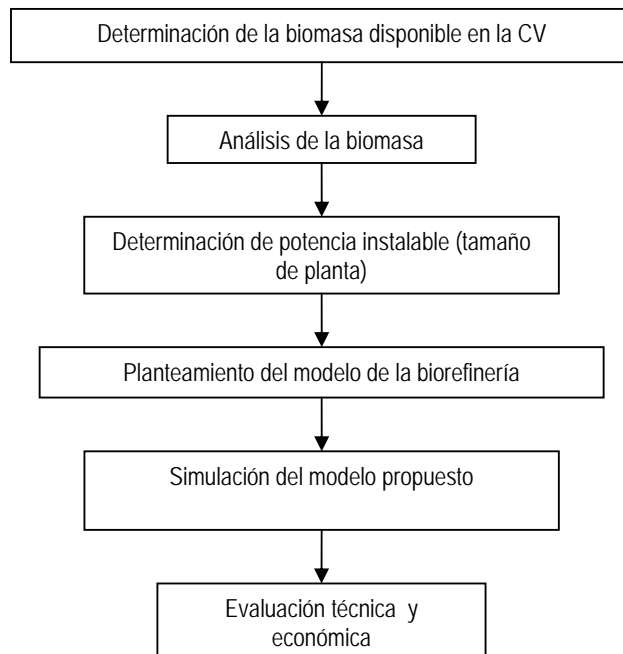 Determinación de la biomasa disponible en la CV
Análisis de la biomasa
Determinación de potencia instalable (tamaño
de planta)
Planteamiento del modelo de la biorefinería
Simulación del modelo propuesto
Evaluación técnica y
económica